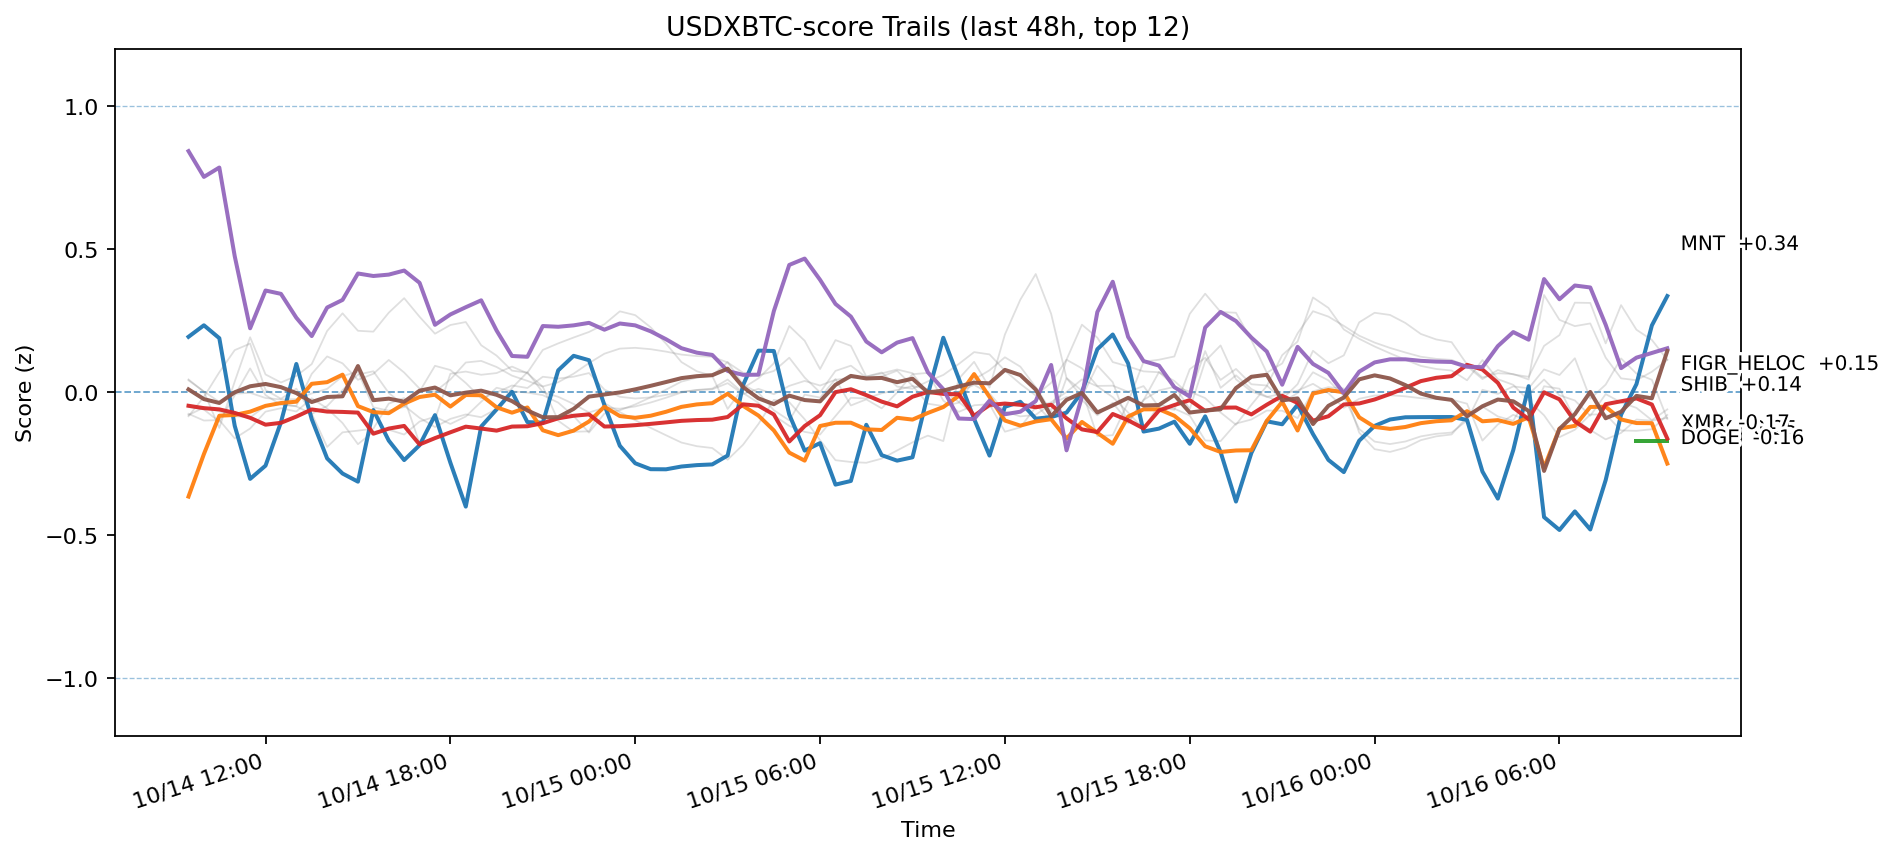 USDXBTC-score Trails (last 48h, top 12)
Score (z)
1.0
0.5
0.0
−0.5
−1.0
MNT +0.34
FIGR_HELOC +0.15
SHIB +0.14
XMR -0.17
DOGE -0.16
10/14 12:00
10/14 18:00
10/15 00:00
10/15 06:00
10/15 12:00
10/15 18:00
10/16 00:00
10/16 06:00
Time